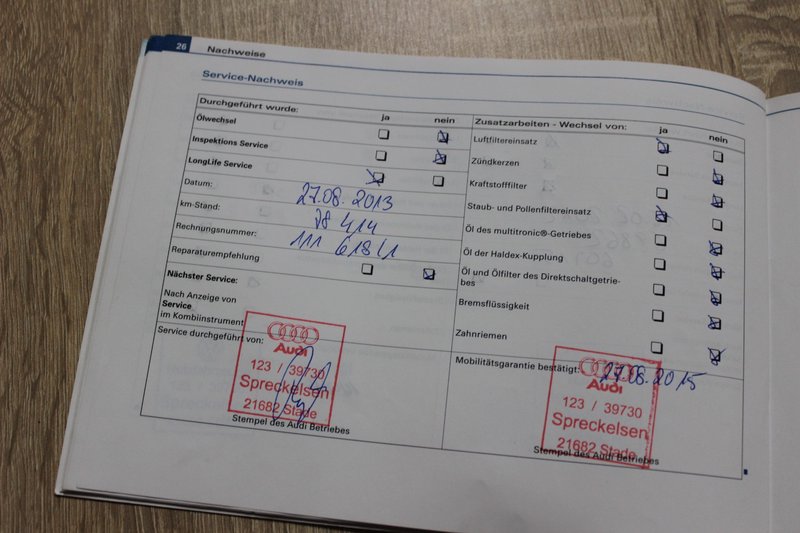 26 Nachweise
Service-Nachweis
Durchgeführt wurde: ja nein
Ölwechsel
Inspektions Service
LongLife Service
Datum: 27.08.2013
km-Stand: 78 414
Rechnungsnummer: 111 618 11
Reparaturempfehlung
Nächster Service:
Nach Anzeige von
Service
im Kombiinstrument
Service durchgeführt von:
Audi
123 / 39730
Spreckelsen
21682 Stade
Stempel des Audi Betriebes
Zusatzarbeiten - Wechsel von: ja nein
Luftfiltereinsatz
Zündkerzen
Kraftstofffilter
Staub- und Pollenfiltereinsatz
Öl des multitronic®-Getriebes
Öl der Haldex-Kupplung
Öl und Ölfilter des Direktschaltgetrie-
bes
Bremsflüssigkeit
Zahnriemen
Mobilitätsgarantie bestätigt: 27.08.2015
Audi
123 / 39730
Spreckelsen
21682 Stade
Stempel des Audi Betriebes